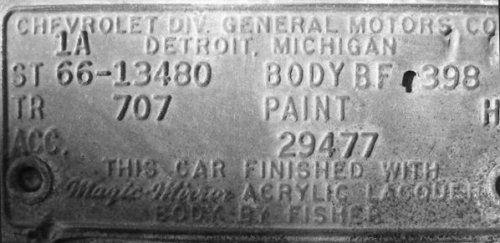 CHEVROLET DIV. GENERAL MOTORS CO
1A DETROIT, MICHIGAN
ST 66-13480 BODY BF 398
TR 707 PAINT H
ACC. 29477
THIS CAR FINISHED WITH
Magic-Mirror ACRYLIC LACQUER
BODY BY FISHER